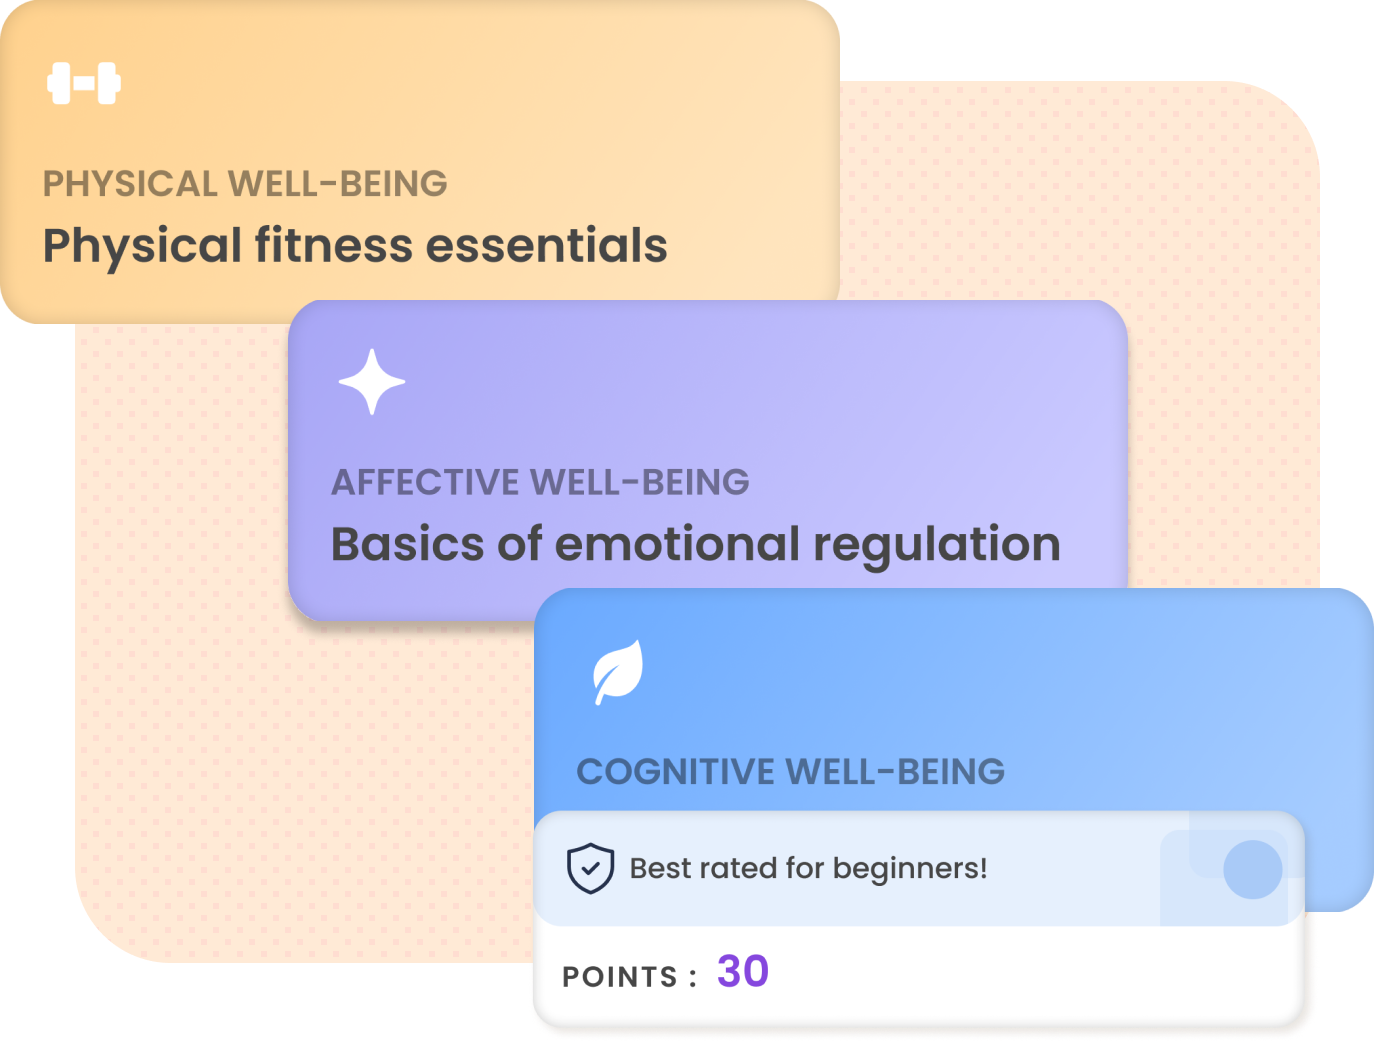 PHYSICAL WELL-BEING
Physical fitness essentials
AFFECTIVE WELL-BEING
Basics of emotional regulation
COGNITIVE WELL-BEING
Best rated for beginners!
POINTS : 30